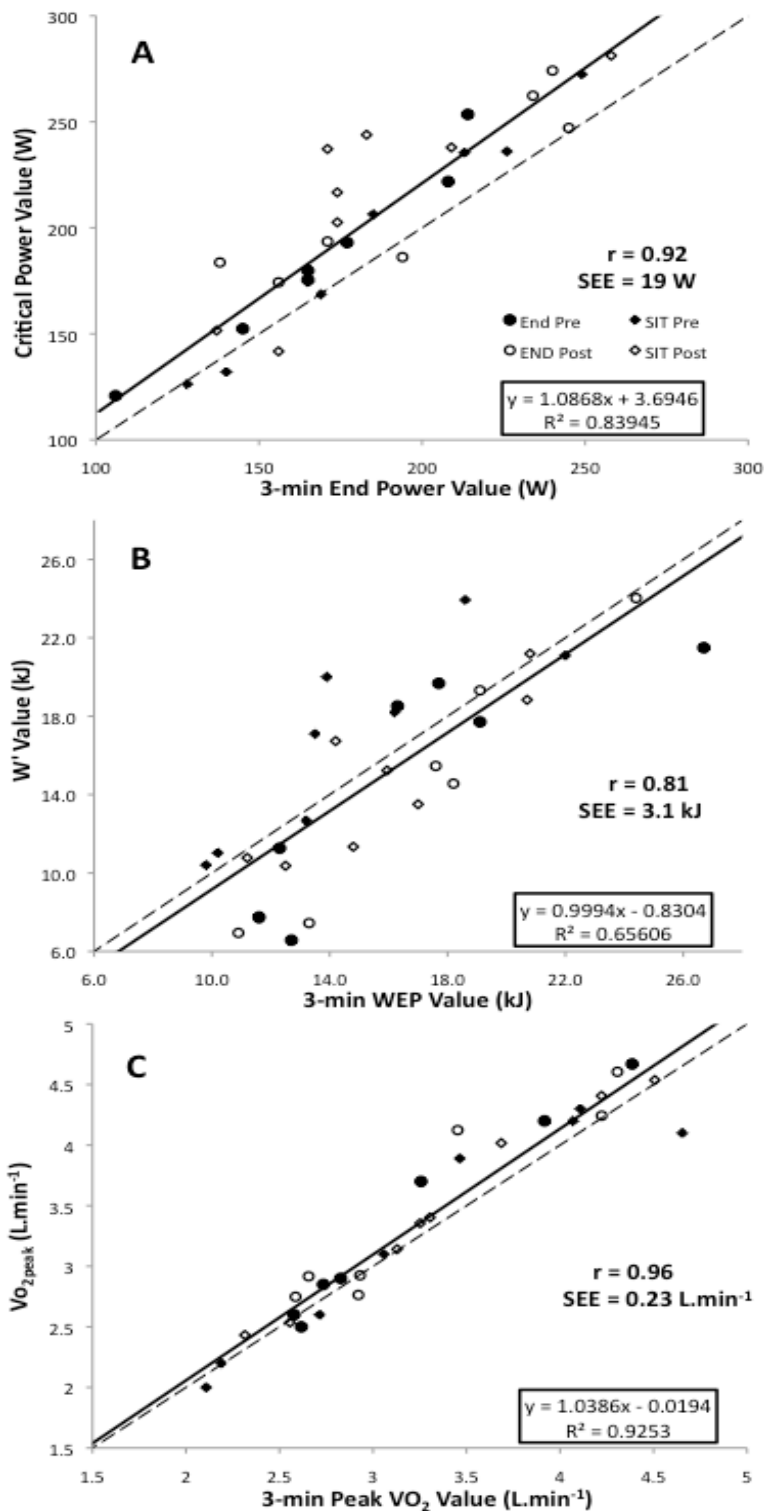 300
A
250
Critical Power Value (W)
200
r = 0.92
SEE = 19 W
End Pre SIT Pre
END Post SIT Post
150
y = 1.0868x + 3.6946
R² = 0.83945
100
100 150 200 250 300
3-min End Power Value (W)
B
26.0
22.0
W' Value (kJ)
18.0
14.0
r = 0.81
SEE = 3.1 kJ
10.0
y = 0.9994x - 0.8304
R² = 0.65606
6.0
6.0 10.0 14.0 18.0 22.0 26.0
3-min WEP Value (kJ)
5
C
4.5
4
3.5
Vo₂peak (L.min⁻¹)
3
r = 0.96
SEE = 0.23 L.min⁻¹
2.5
2
y = 1.0386x - 0.0194
R² = 0.9253
1.5
1.5 2 2.5 3 3.5 4 4.5 5
3-min Peak VO₂ Value (L.min⁻¹)